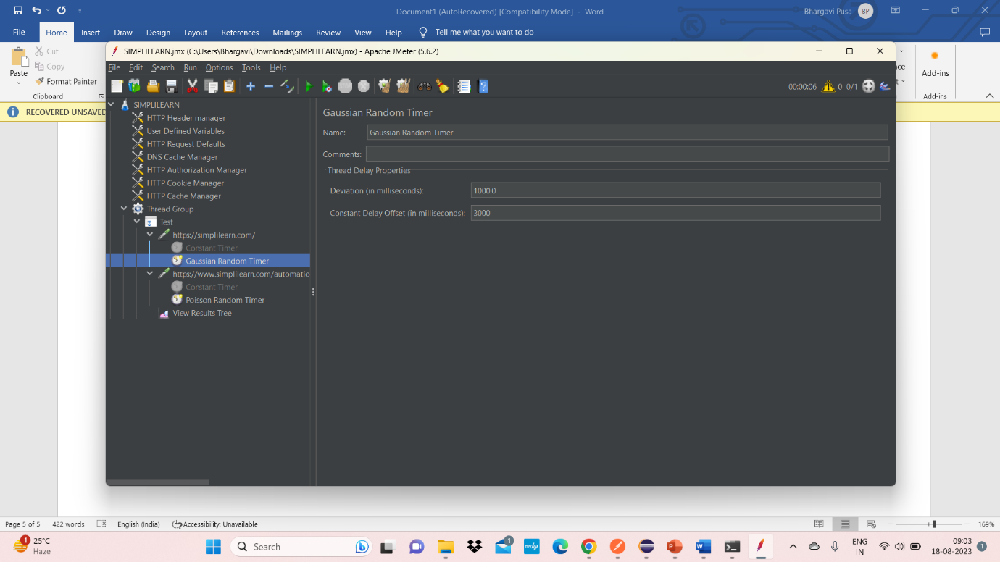 Document1 (AutoRecovered) [Compatibility Mode] - Word
Bhargavi Pusa BP
File Home Insert Draw Design Layout References Mailings Review View Help Tell me what you want to do
Paste
Cut
Copy
Format Painter
Clipboard
Add-ins
Add-ins
RECOVERED UNSAVED
SIMPLILEARN.jmx (C:\Users\Bhargavi\Downloads\SIMPLILEARN.jmx) - Apache JMeter (5.6.2)
File Edit Search Run Options Tools Help
00:00:06 0 0/1
SIMPLILEARN
HTTP Header manager
User Defined Variables
HTTP Request Defaults
DNS Cache Manager
HTTP Authorization Manager
HTTP Cookie Manager
HTTP Cache Manager
Thread Group
Test
https://simplilearn.com/
Constant Timer
Gaussian Random Timer
https://www.simplilearn.com/automatio
Constant Timer
Poisson Random Timer
View Results Tree
Gaussian Random Timer
Name: Gaussian Random Timer
Comments:
Thread Delay Properties
Deviation (in milliseconds): 1000.0
Constant Delay Offset (in milliseconds): 3000
Page 5 of 5 422 words English (India) Accessibility: Unavailable 169%
1 25°C
Haze
Search
1
myhp
ENG
IN
09:03
18-08-2023
1